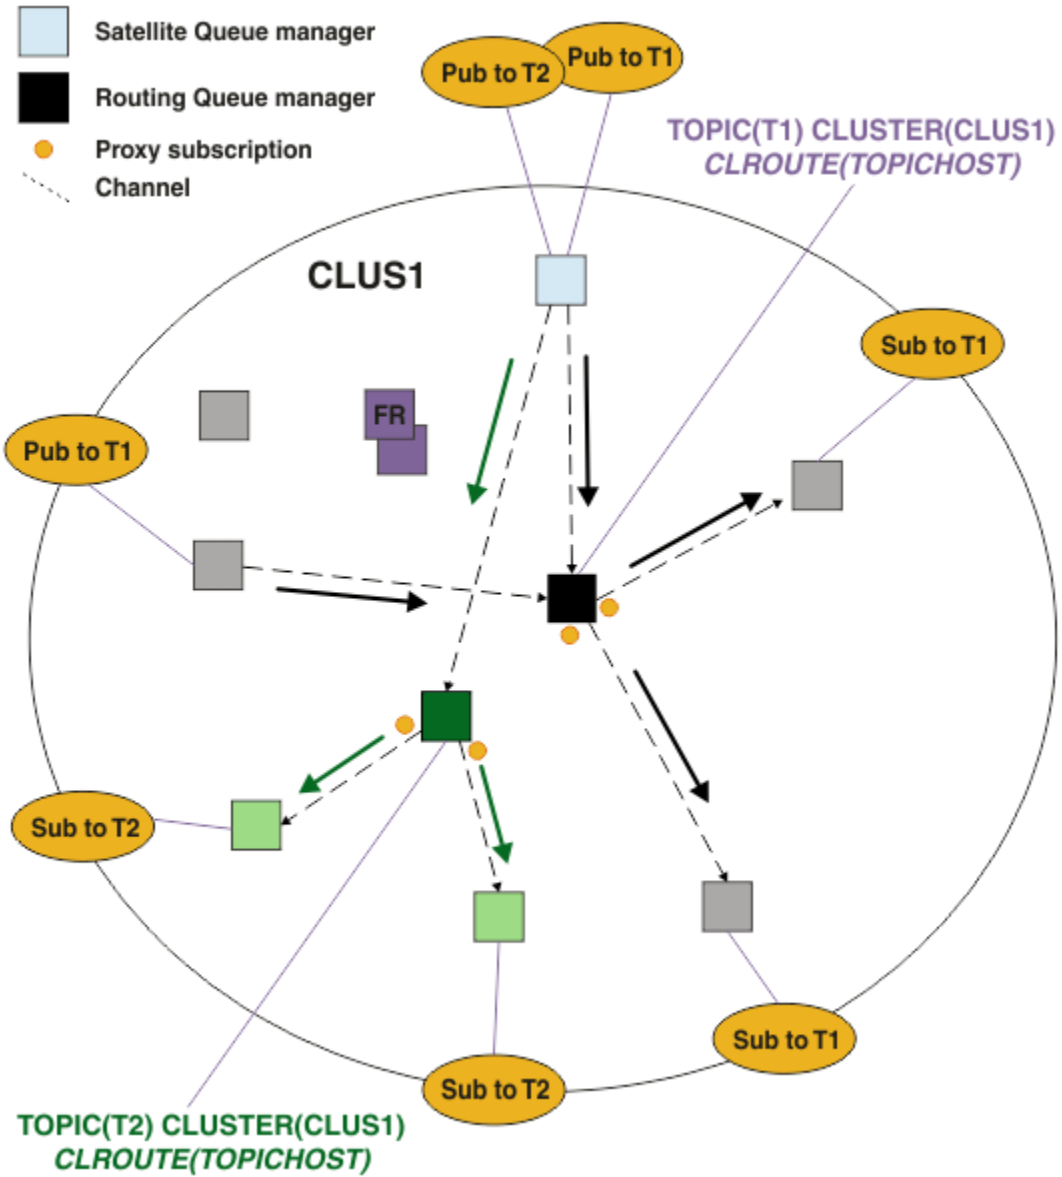 Satellite Queue manager
Routing Queue manager
Proxy subscription
Channel
Pub to T2
Pub to T1
TOPIC(T1) CLUSTER(CLUS1)
CLROUTE(TOPICHOST)
CLUS1
Sub to T1
FR
Pub to T1
Sub to T2
Sub to T1
Sub to T2
TOPIC(T2) CLUSTER(CLUS1)
CLROUTE(TOPICHOST)